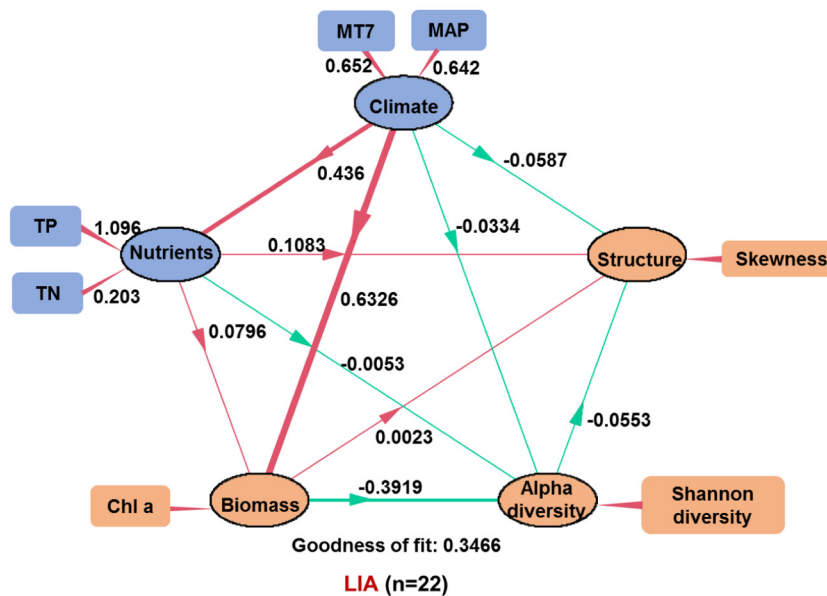 MT7
MAP
0.652
0.642
Climate
0.436
-0.0587
TP
1.096
-0.0334
Nutrients
0.1083
Structure
Skewness
TN
0.203
0.6326
0.0796
-0.0053
0.0023
-0.0553
Chl a
Biomass
-0.3919
Alpha
diversity
Shannon
diversity
Goodness of fit: 0.3466
LIA (n=22)